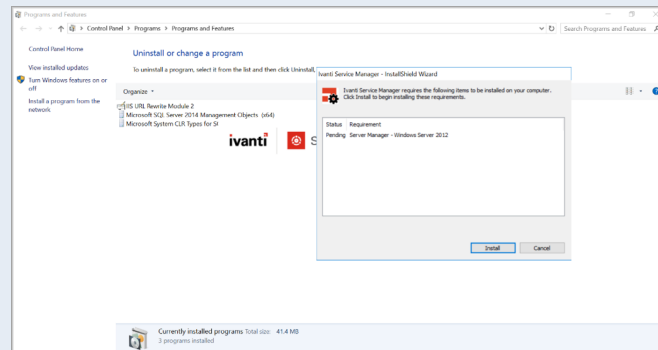 Programs and Features
Control Panel > Programs > Programs and Features
Search Programs and Features
Control Panel Home
View installed updates
Turn Windows features on or
off
Install a program from the
network
Uninstall or change a program
To uninstall a program, select it from the list and then click Uninstall,
Organize
IIS URL Rewrite Module 2
Microsoft SQL Server 2014 Management Objects (x64)
Microsoft System CLR Types for S
ivanti
S
Ivanti Service Manager - InstallShield Wizard
Ivanti Service Manager requires the following items to be installed on your computer.
Click Install to begin installing these requirements.
Status Requirement
Pending Server Manager - Windows Server 2012
Install Cancel
Currently installed programs Total size: 41.4 MB
3 programs installed